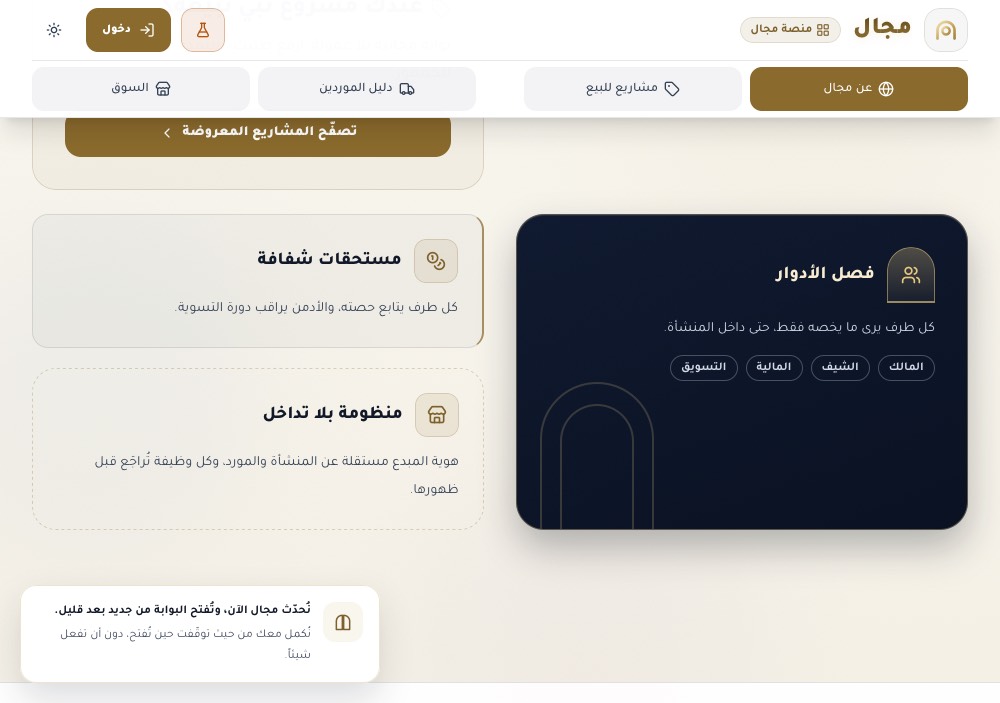 مجال
منصة مجال
دخول
عن مجال
مشاريع للبيع
دليل الموردين
السوق
تصفّح المشاريع المعروضة
فصل الأدوار
كل طرف يرى ما يخصه فقط، حتى داخل المنشأة.
المالك
الشيف
المالية
التسويق
مستحقات شفافة
كل طرف يتابع حصته، والأدمن يراقب دورة التسوية.
منظومة بلا تداخل
هوية المبدع مستقلة عن المنشأة والمورد، وكل وظيفة تُراجَع قبل
ظهورها.
نُحدّث مجال الآن، وتُفتح البوابة من جديد بعد قليل.
نُكمل معك من حيث توقّفت حين تُفتح، دون أن تفعل
شيئاً.